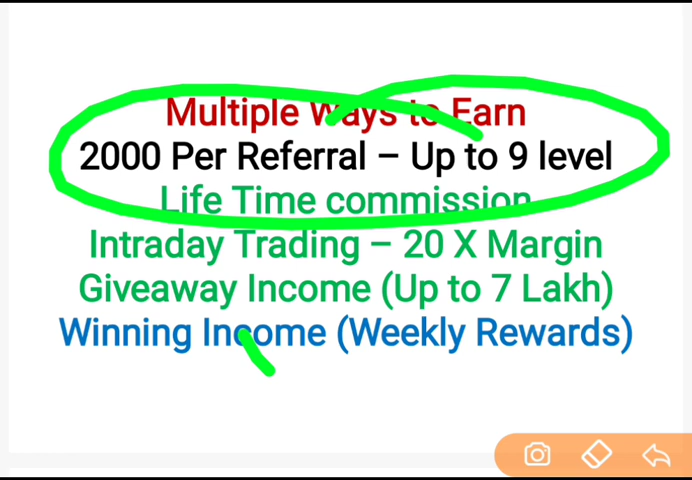 Multiple Ways to Earn
2000 Per Referral – Up to 9 level
Life Time commission
Intraday Trading – 20 X Margin
Giveaway Income (Up to 7 Lakh)
Winning Income (Weekly Rewards)